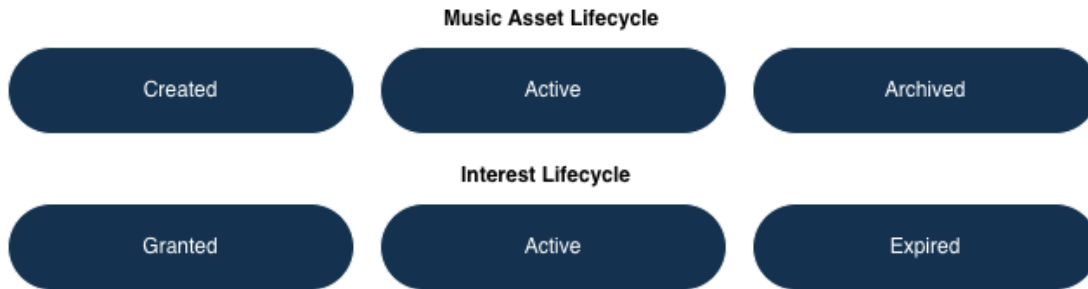 Music Asset Lifecycle
Created Active Archived
Interest Lifecycle
Granted Active Expired